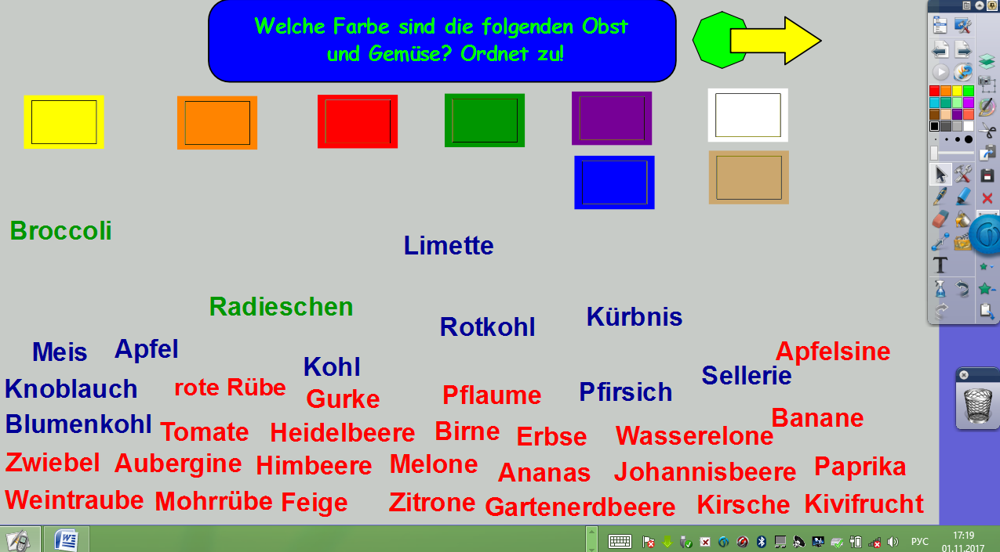 Welche Farbe sind die folgenden Obst
und Gemüse? Ordnet zu!
Broccoli
Limette
Radieschen
Rotkohl
Kürbnis
Meis
Apfel
Kohl
Apfelsine
Sellerie
Knoblauch
rote Rübe
Gurke
Pflaume
Pfirsich
Blumenkohl
Tomate
Heidelbeere
Birne
Erbse
Wasserelone
Banane
Zwiebel
Aubergine
Himbeere
Melone
Ananas
Johannisbeere
Paprika
Weintraube
Mohrrübe
Feige
Zitrone
Gartenerdbeere
Kirsche
Kivifrucht
T
W
РУС
17:19
01.11.2017